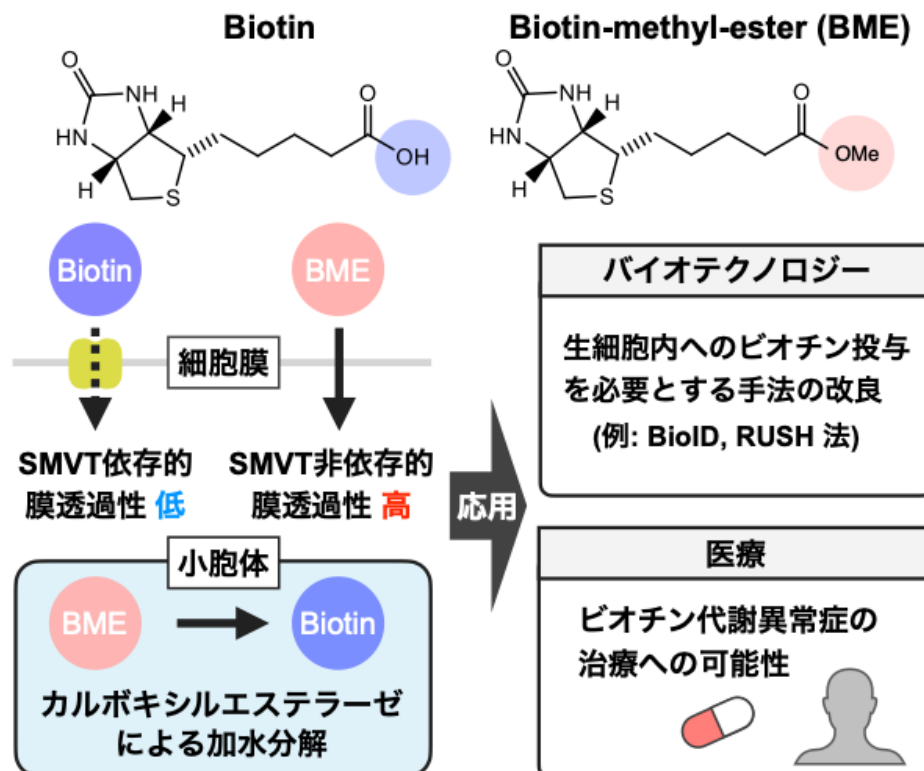 Biotin
Biotin-methyl-ester (BME)
O
NH
H
HN
H
S
O
OH
O
NH
H
HN
H
S
O
OMe
Biotin
BME
細胞膜
SMVT依存的
膜透過性 低
SMVT非依存的
膜透過性 高
小胞体
BME
Biotin
カルボキシルエステラーゼ
による加水分解
応用
バイオテクノロジー
生細胞内へのビオチン投与
を必要とする手法の改良
(例: BioID, RUSH 法)
医療
ビオチン代謝異常症の
治療への可能性